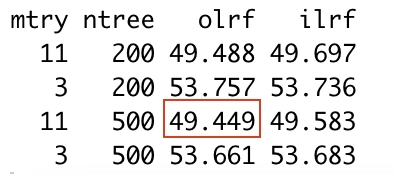 mtry ntree olrf ilrf
11 200 49.488 49.697
3 200 53.757 53.736
11 500 49.449 49.583
3 500 53.661 53.683